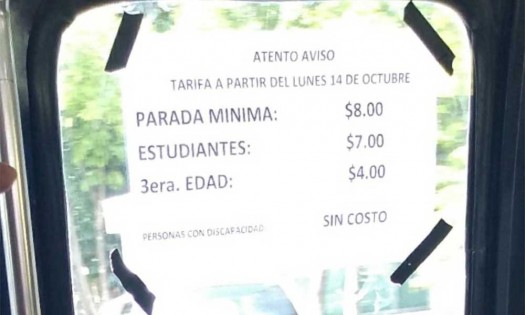 ATENTO AVISO
TARIFA A PARTIR DEL LUNES 14 DE OCTUBRE
PARADA MINIMA: $8.00
ESTUDIANTES: $7.00
3era. EDAD: $4.00
PERSONAS CON DISCAPACIDAD. SIN COSTO